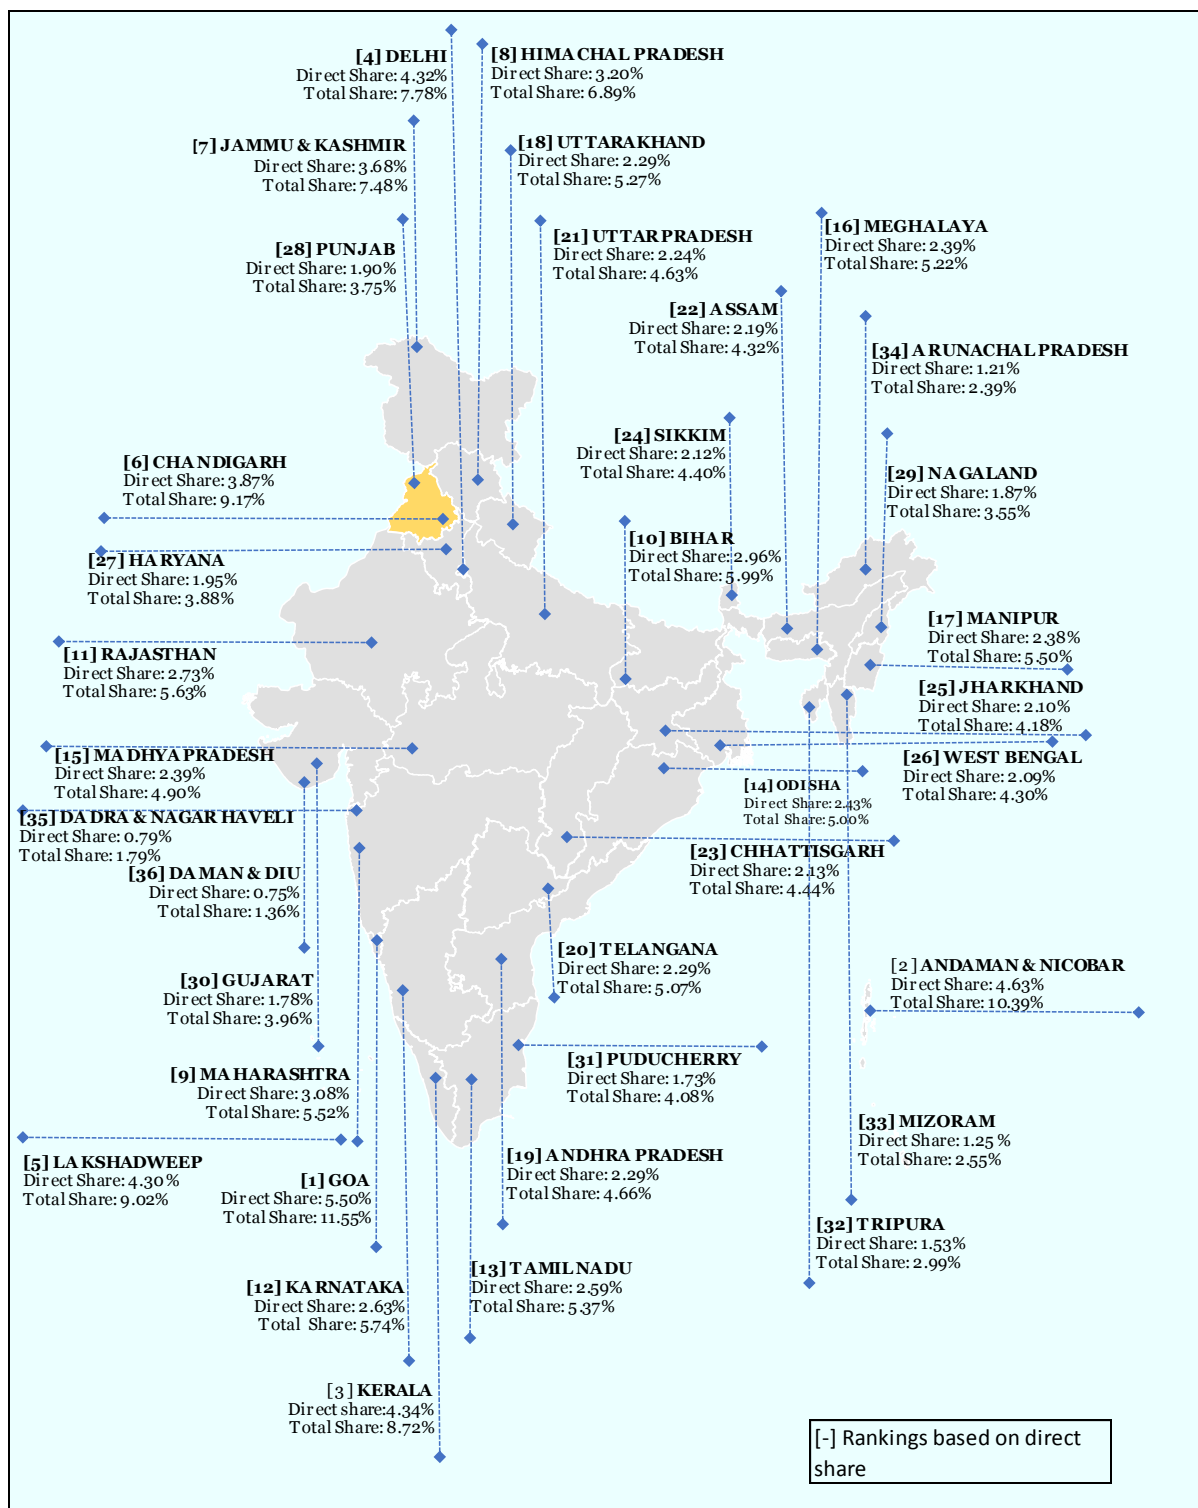 [4] DELHI
Direct Share: 4.32%
Total Share: 7.78%
[8] HIMACHAL PRADESH
Direct Share: 3.20%
Total Share: 6.89%
[7] JAMMU & KASHMIR
Direct Share: 3.68%
Total Share: 7.48%
[18] UTTARAKHAND
Direct Share: 2.29%
Total Share: 5.27%
[28] PUNJAB
Direct Share: 1.90%
Total Share: 3.75%
[21] UTTAR PRADESH
Direct Share: 2.24%
Total Share: 4.63%
[16] MEGHALAYA
Direct Share: 2.39%
Total Share: 5.22%
[22] ASSAM
Direct Share: 2.19%
Total Share: 4.32%
[34] ARUNACHAL PRADESH
Direct Share: 1.21%
Total Share: 2.39%
[24] SIKKIM
Direct Share: 2.12%
Total Share: 4.40%
[6] CHANDIGARH
Direct Share: 3.87%
Total Share: 9.17%
[29] NAGALAND
Direct Share: 1.87%
Total Share: 3.55%
[10] BIHAR
Direct Share: 2.96%
Total Share: 5.99%
[27] HARYANA
Direct Share: 1.95%
Total Share: 3.88%
[17] MANIPUR
Direct Share: 2.38%
Total Share: 5.50%
[11] RAJASTHAN
Direct Share: 2.73%
Total Share: 5.63%
[25] JHARKHAND
Direct Share: 2.10%
Total Share: 4.18%
[15] MADHYA PRADESH
Direct Share: 2.39%
Total Share: 4.90%
[26] WEST BENGAL
Direct Share: 2.09%
Total Share: 4.30%
[14] ODISHA
Direct Share: 2.43%
Total Share: 5.00%
[35] DADRA & NAGAR HAVELI
Direct Share: 0.79%
Total Share: 1.79%
[23] CHHATTISGARH
Direct Share: 2.13%
Total Share: 4.44%
[36] DAMAN & DIU
Direct Share: 0.75%
Total Share: 1.36%
[20] TELANGANA
Direct Share: 2.29%
Total Share: 5.07%
[2] ANDAMAN & NICOBAR
Direct Share: 4.63%
Total Share: 10.39%
[30] GUJARAT
Direct Share: 1.78%
Total Share: 3.96%
[31] PUDUCHERRY
Direct Share: 1.73%
Total Share: 4.08%
[9] MAHARASHTRA
Direct Share: 3.08%
Total Share: 5.52%
[33] MIZORAM
Direct Share: 1.25 %
Total Share: 2.55%
[5] LAKSHADWEEP
Direct Share: 4.30%
Total Share: 9.02%
[1] GOA
Direct Share: 5.50%
Total Share: 11.55%
[19] ANDHRA PRADESH
Direct Share: 2.29%
Total Share: 4.66%
[32] TRIPURA
Direct Share: 1.53%
Total Share: 2.99%
[12] KARNATAKA
Direct Share: 2.63%
Total Share: 5.74%
[13] TAMIL NADU
Direct Share: 2.59%
Total Share: 5.37%
[3] KERALA
Direct share:4.34%
Total Share: 8.72%
[-] Rankings based on direct
share